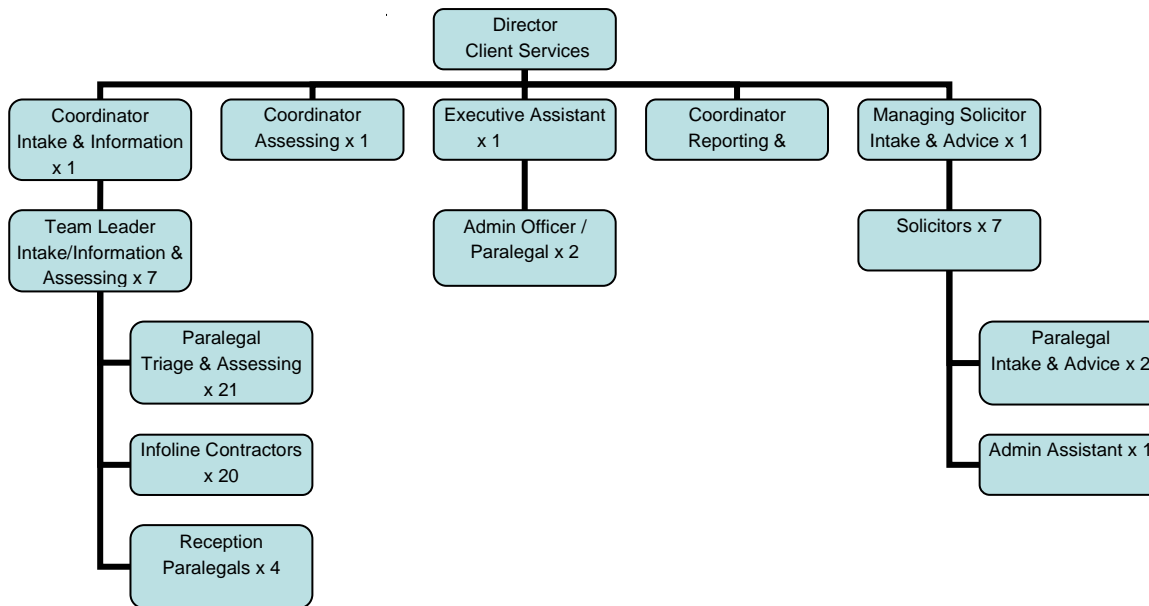 Director
Client Services
Coordinator
Intake & Information
x 1
Coordinator
Assessing x 1
Executive Assistant
x 1
Coordinator
Reporting &
Managing Solicitor
Intake & Advice x 1
Team Leader
Intake/Information &
Assessing x 7
Admin Officer /
Paralegal x 2
Solicitors x 7
Paralegal
Triage & Assessing
x 21
Infoline Contractors
x 20
Reception
Paralegals x 4
Paralegal
Intake & Advice x 2
Admin Assistant x 1